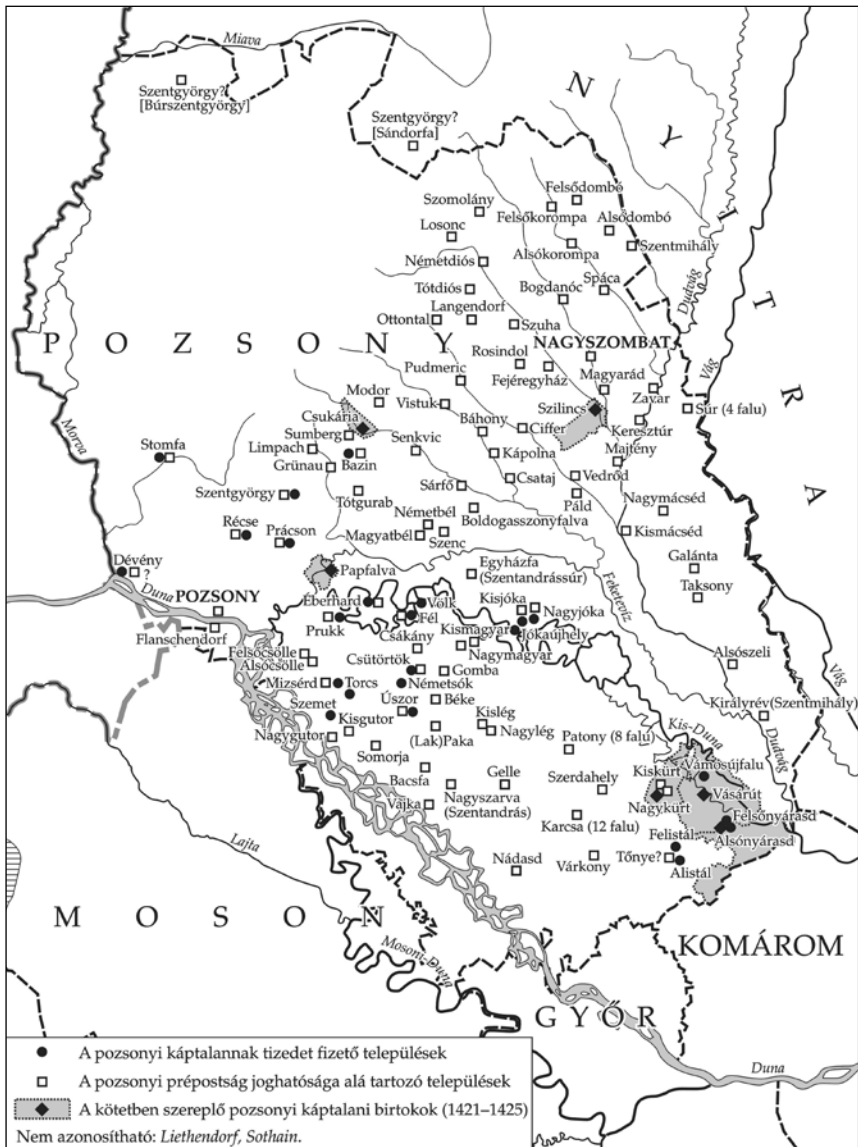 Miava
Szentgyörgy?
[Búrszentgyörgy]
Szentgyörgy?
[Sándorfa]
NYITRA
Felsődombó
Szomolány
Felsőkorompa
Alsódombó
Losonc
Alsókorompa
Szentmihály
Németdiós
Spáca
Dudvág
Tótdiós
Bogdanóc
Langendorf
Ottontal
Szuha
POZSONY
NAGYSZOMBAT
Vág
Rosindol
Pudmeric
Fejéregyház
Magyarád
Modor
Zavar
Vistuk
Szilincs
Súr (4 falu)
Csukária
Báhony
Ciffer
Keresztúr
Morva
Sumberg
Senkvic
Majtény
Stomfa
Limpach
Bazin
Kápolna
Grünau
Csataj
Vedrőd
Szentgyörgy
Tótgurab
Sárfő
Páld
Nagymácséd
Németbél
Boldogasszonyfalva
Récse
Prácson
Magyatbél
Szenc
Kismácséd
Dévény
?
Papfalva
Egyházfa
(Szentandrássúr)
Galánta
Duna
POZSONY
Taksony
Feketevíz
Éberhard
Völk
Kisjóka
Nagyjóka
Flanschendorf
Prukk
Fél
Jókaújhely
Csákány
Kismagyar
Felsőcsölle
Nagymagyar
Alsócsölle
Csütörtök
Alsószeli
Vág
Gomba
Mizsérd
Torcs
Németsók
Szemet
Úszor
Béke
Királyrév(Szentmihály)
Kisgutor
Kislég
Kis-Duna
Nagygutor
(Lak)Paka
Nagylég
Patony (8 falu)
Dudvág
Somorja
Vámosújfalu
Bacsfa
Gelle
Szerdahely
Kiskürt
Vásárút
Vajka
Nagyszarva
(Szentandrás)
Nagykürt
Karcsa (12 falu)
Felsőnyárasd
Lajta
Felistál
Alsónyárasd
Nádasd
Várkony
Tőnye?
Alistál
MOSON
Mosoni-Duna
KOMÁROM
GYŐR
Duna
A pozsonyi káptalannak tizedet fizető települések
A pozsonyi prépostság joghatósága alá tartozó települések
A kötetben szereplő pozsonyi káptalani birtokok (1421–1425)
Nem azonosítható: Liethendorf, Sothain.